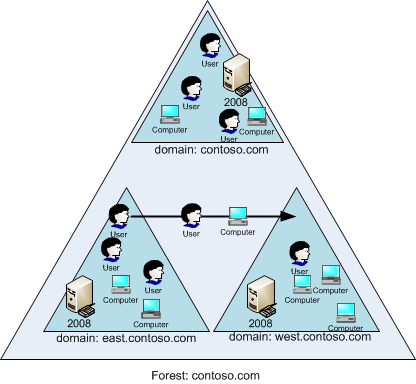 User
User
2008
Computer
User
Computer
domain: contoso.com
User
User
Computer
User
User
User
Computer
Computer
Computer
2008
Computer
2008
Computer
domain: east.contoso.com
domain: west.contoso.com
Forest: contoso.com